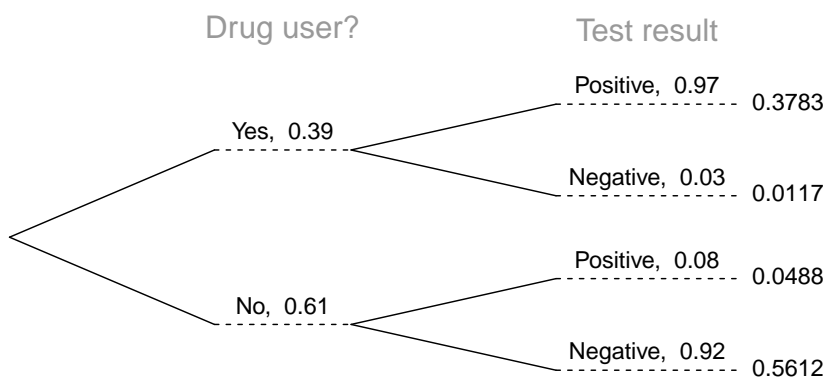 Drug user? Test result
Positive, 0.97
0.3783
Yes, 0.39
Negative, 0.03
0.0117
Positive, 0.08
0.0488
No, 0.61
Negative, 0.92
0.5612